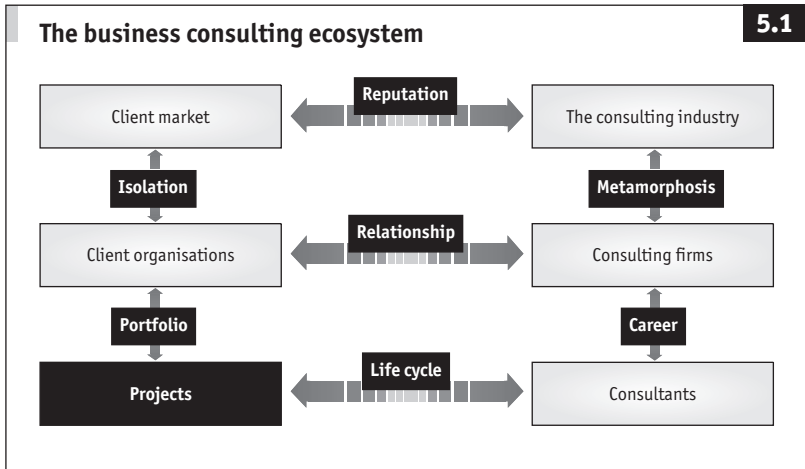 The business consulting ecosystem
5.1
Reputation
Client market
The consulting industry
Isolation
Metamorphosis
Relationship
Client organisations
Consulting firms
Portfolio
Career
Life cycle
Projects
Consultants